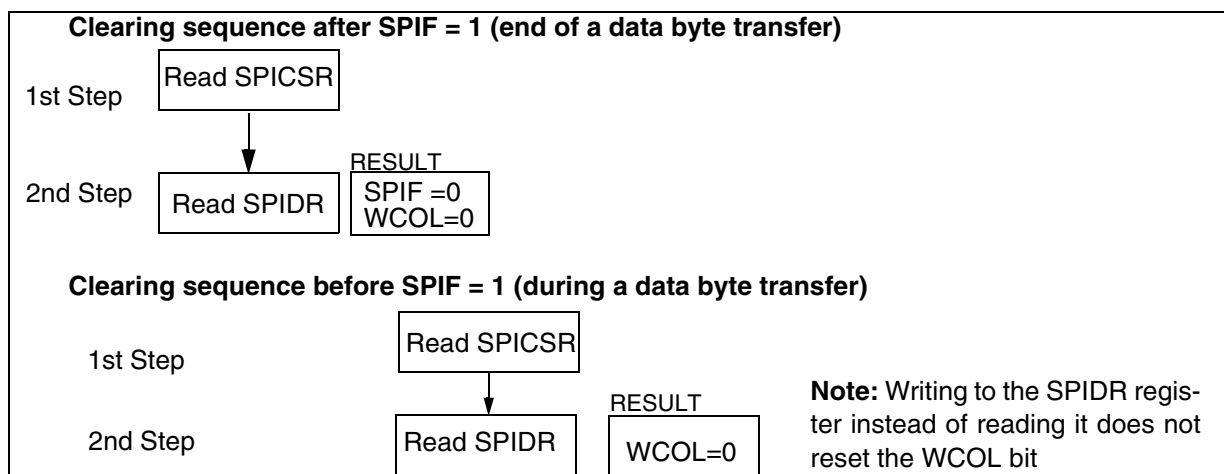 Clearing sequence after SPIF = 1 (end of a data byte transfer)
1st Step
Read SPICSR
2nd Step
Read SPIDR
RESULT
SPIF =0
WCOL=0
Clearing sequence before SPIF = 1 (during a data byte transfer)
1st Step
Read SPICSR
2nd Step
Read SPIDR
RESULT
WCOL=0
Note: Writing to the SPIDR regis-
ter instead of reading it does not
reset the WCOL bit